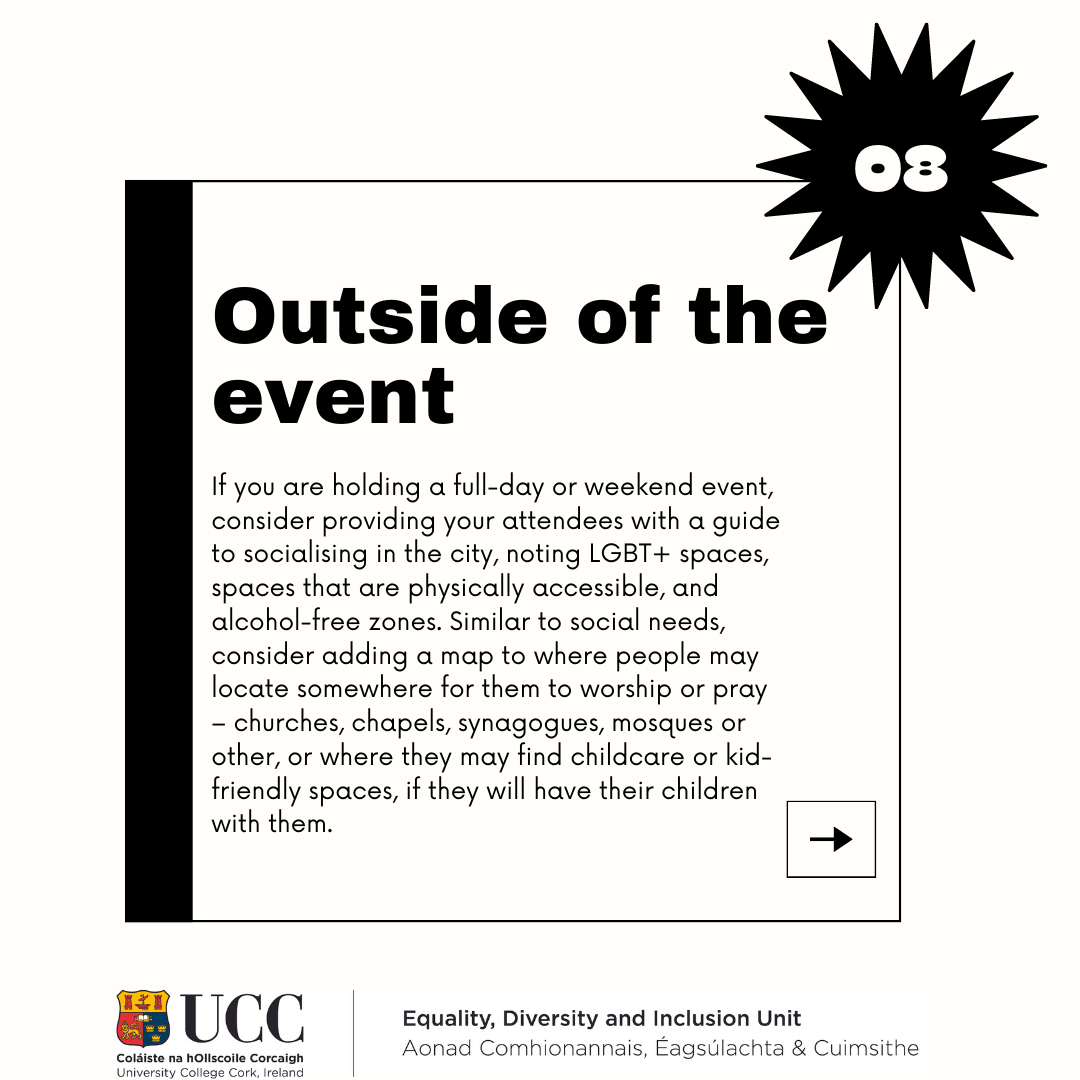 08
Outside of the
event
If you are holding a full-day or weekend event,
consider providing your attendees with a guide
to socialising in the city, noting LGBT+ spaces,
spaces that are physically accessible, and
alcohol-free zones. Similar to social needs,
consider adding a map to where people may
locate somewhere for them to worship or pray
– churches, chapels, synagogues, mosques or
other, or where they may find childcare or kid-
friendly spaces, if they will have their children
with them.
UCC
Coláiste na hOllscoile Corcaigh
University College Cork, Ireland
Equality, Diversity and Inclusion Unit
Aonad Comhionannais, Éagsúlachta & Cuimsithe